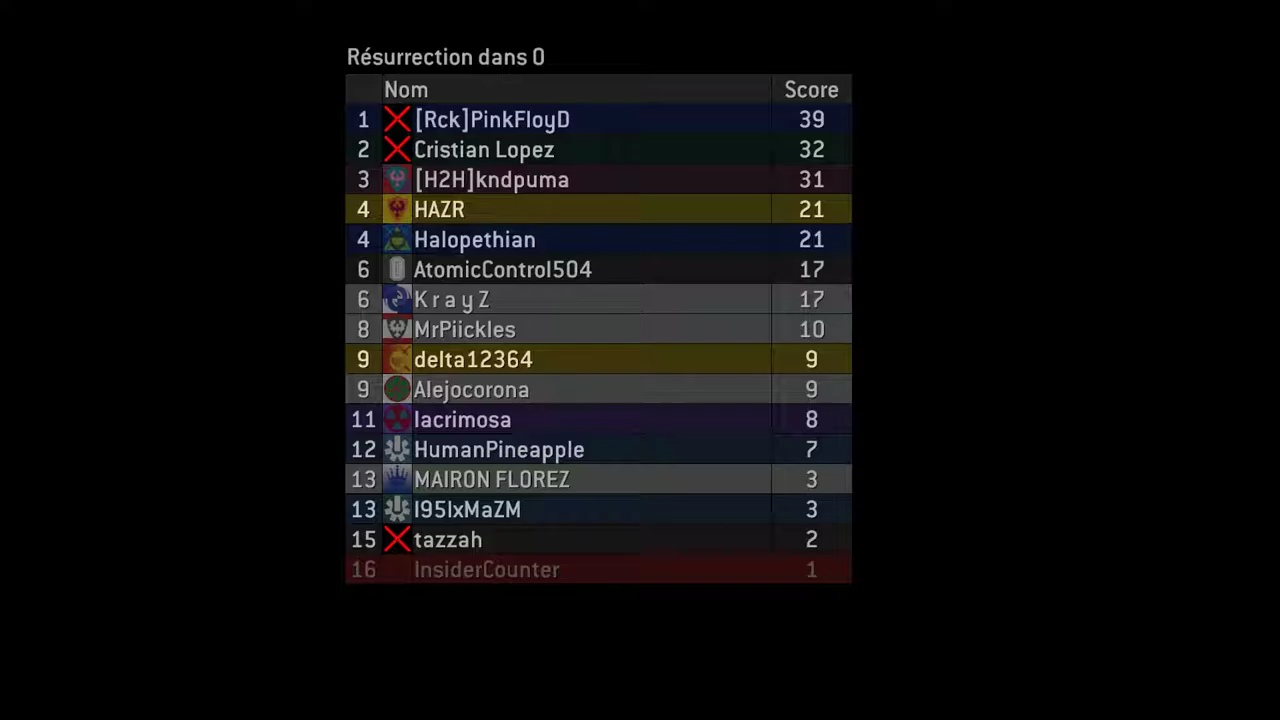 Résurrection dans 0
Nom Score
1 [Rck]PinkFloyD 39
2 Cristian Lopez 32
3 [H2H]kndpuma 31
4 HAZR 21
4 Halopethian 21
6 AtomicControl504 17
6 K r a y Z 17
8 MrPiickles 10
9 delta12364 9
9 Alejocorona 9
11 lacrimosa 8
12 HumanPineapple 7
13 MAIRON FLOREZ 3
13 I95IxMaZM 3
15 tazzah 2
16 InsiderCounter 1